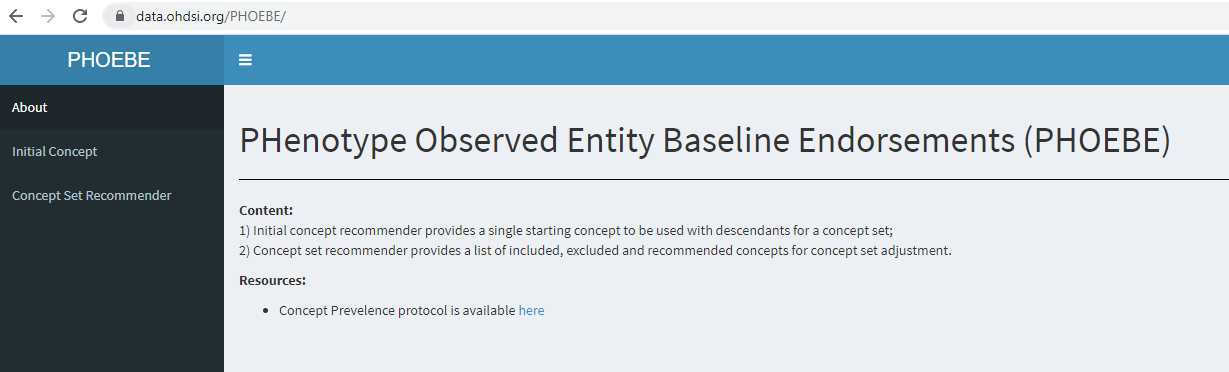 data.ohdsi.org/PHOEBE/
PHOEBE
About
Initial Concept
Concept Set Recommender
PHenotype Observed Entity Baseline Endorsements (PHOEBE)
Content:
1) Initial concept recommender provides a single starting concept to be used with descendants for a concept set;
2) Concept set recommender provides a list of included, excluded and recommended concepts for concept set adjustment.
Resources:
• Concept Prevelence protocol is available here